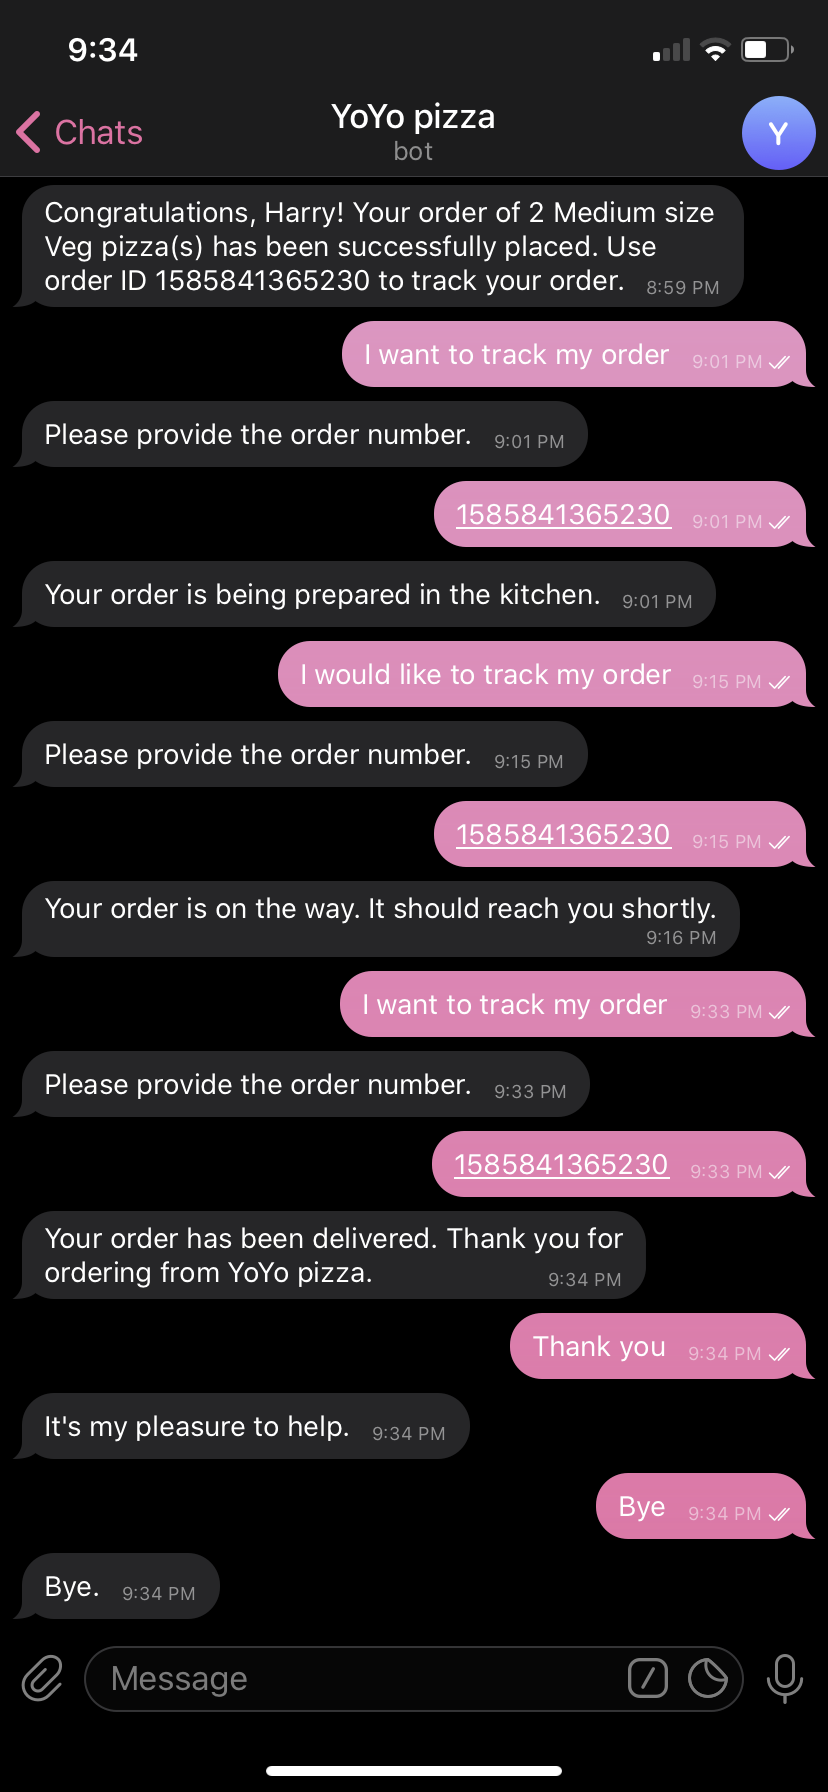 9:34
Chats
YoYo pizza
bot
Y
Congratulations, Harry! Your order of 2 Medium size
Veg pizza(s) has been successfully placed. Use
order ID 1585841365230 to track your order. 8:59 PM
I want to track my order 9:01 PM
Please provide the order number. 9:01 PM
1585841365230 9:01 PM
Your order is being prepared in the kitchen. 9:01 PM
I would like to track my order 9:15 PM
Please provide the order number. 9:15 PM
1585841365230 9:15 PM
Your order is on the way. It should reach you shortly.
9:16 PM
I want to track my order 9:33 PM
Please provide the order number. 9:33 PM
1585841365230 9:33 PM
Your order has been delivered. Thank you for
ordering from YoYo pizza. 9:34 PM
Thank you 9:34 PM
It's my pleasure to help. 9:34 PM
Bye 9:34 PM
Bye. 9:34 PM
Message